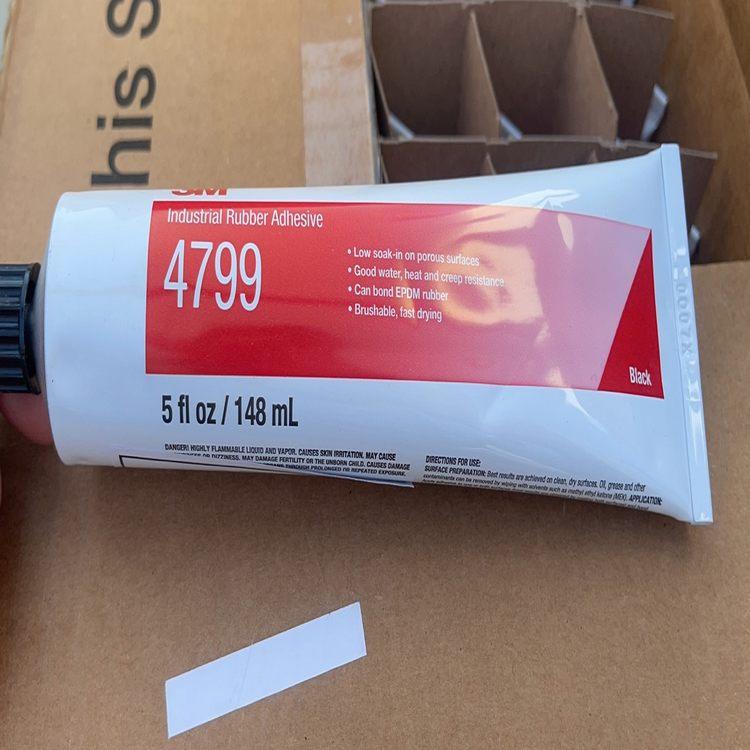 his S
3M
Industrial Rubber Adhesive
4799
• Low soak-in on porous surfaces
• Good water, heat and creep resistance
• Can bond EPDM rubber
• Brushable, fast drying
Black
5 fl oz / 148 mL
DANGER! HIGHLY FLAMMABLE LIQUID AND VAPOR. CAUSES SKIN IRRITATION. MAY CAUSE
OR DIZZINESS. MAY DAMAGE FERTILITY OR THE UNBORN CHILD. CAUSES DAMAGE
THROUGH PROLONGED OR REPEATED EXPOSURE.
DIRECTIONS FOR USE:
SURFACE PREPARATION: Best results are achieved on clean, dry surfaces. Oil, grease and other
contaminants can be removed by wiping with solvents such as methyl ethyl ketone (MEK). APPLICATION: